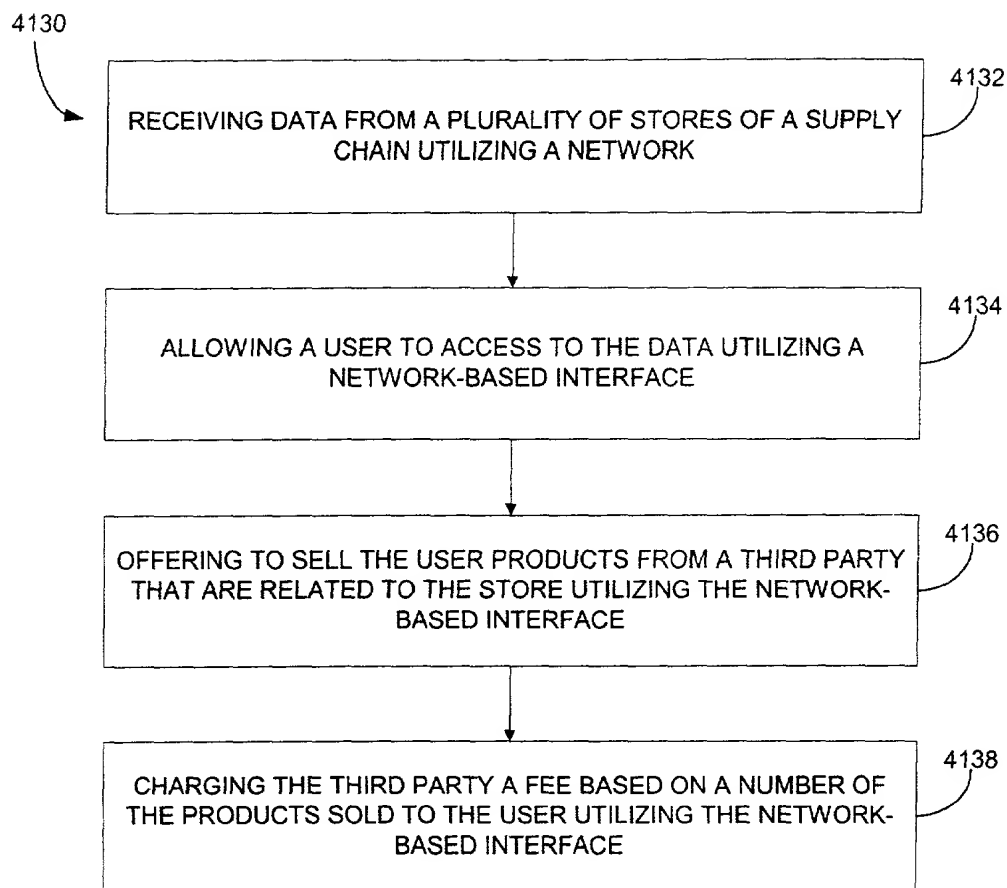 4130
4132
RECEIVING DATA FROM A PLURALITY OF STORES OF A SUPPLY
CHAIN UTILIZING A NETWORK
4134
ALLOWING A USER TO ACCESS TO THE DATA UTILIZING A
NETWORK-BASED INTERFACE
4136
OFFERING TO SELL THE USER PRODUCTS FROM A THIRD PARTY
THAT ARE RELATED TO THE STORE UTILIZING THE NETWORK-
BASED INTERFACE
4138
CHARGING THE THIRD PARTY A FEE BASED ON A NUMBER OF
THE PRODUCTS SOLD TO THE USER UTILIZING THE NETWORK-
BASED INTERFACE